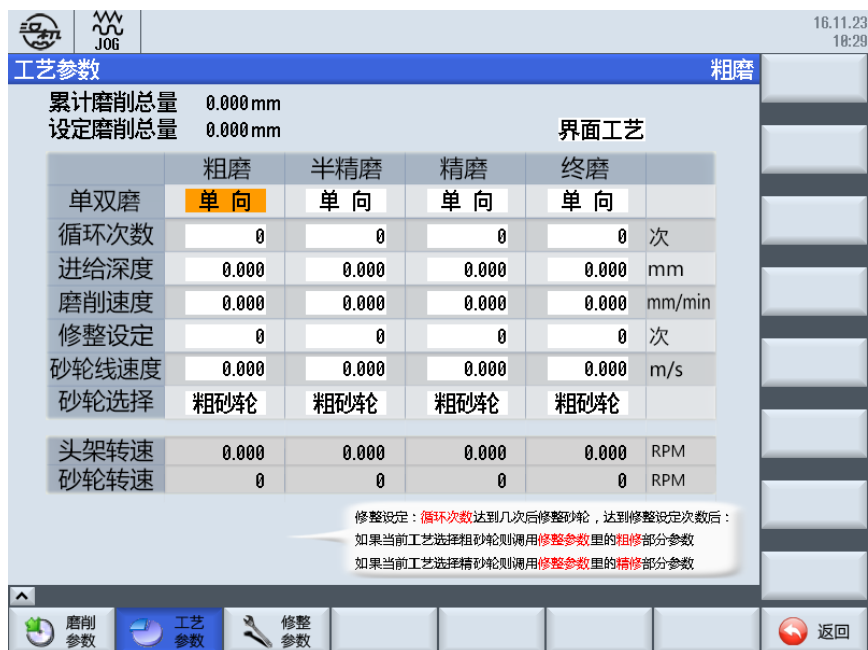 汉机
JOG
16.11.23
10:29
工艺参数 粗磨
累计磨削总量 0.000 mm
设定磨削总量 0.000 mm
界面工艺
粗磨 半精磨 精磨 终磨
单双磨 单 向 单 向 单 向 单 向
循环次数 0 0 0 0 次
进给深度 0.000 0.000 0.000 0.000 mm
磨削速度 0.000 0.000 0.000 0.000 mm/min
修整设定 0 0 0 0 次
砂轮线速度 0.000 0.000 0.000 0.000 m/s
砂轮选择 粗砂轮 粗砂轮 粗砂轮 粗砂轮
头架转速 0.000 0.000 0.000 0.000 RPM
砂轮转速 0 0 0 0 RPM
修整设定：循环次数达到几次后修整砂轮，达到修整设定次数后：
如果当前工艺选择粗砂轮则调用修整参数里的粗修部分参数
如果当前工艺选择精砂轮则调用修整参数里的精修部分参数
磨削
参数
工艺
参数
修整
参数
返回